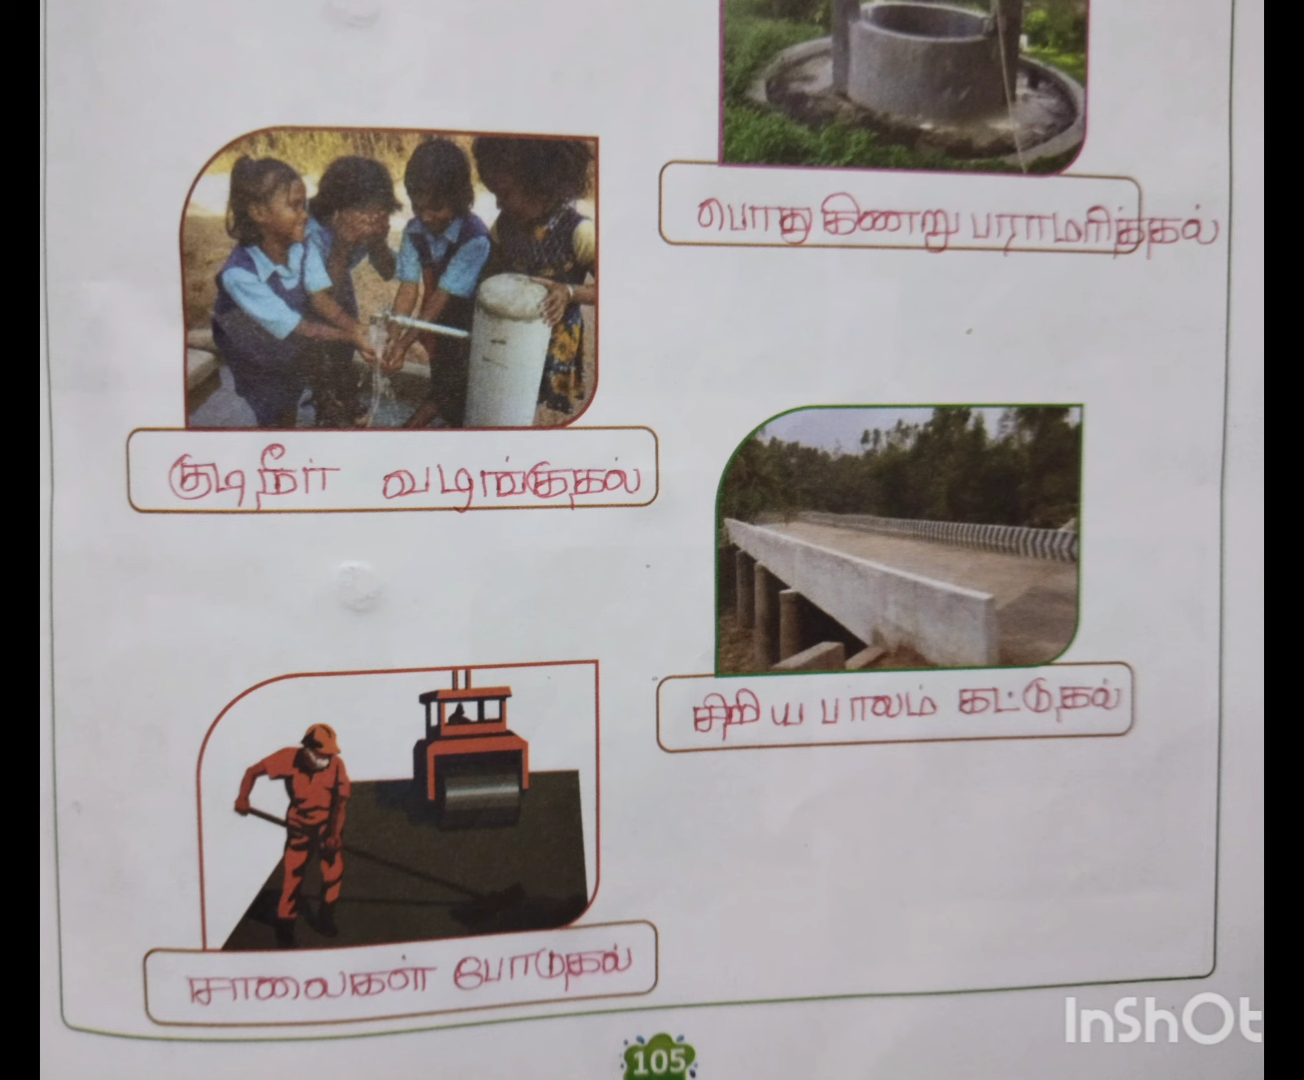 பொது கிணறு பராமரித்தல்
குடிநீர் வழங்குதல்
சிறிய பாலம் கட்டுதல்
சாலைகள் போடுதல்
105
InShOt